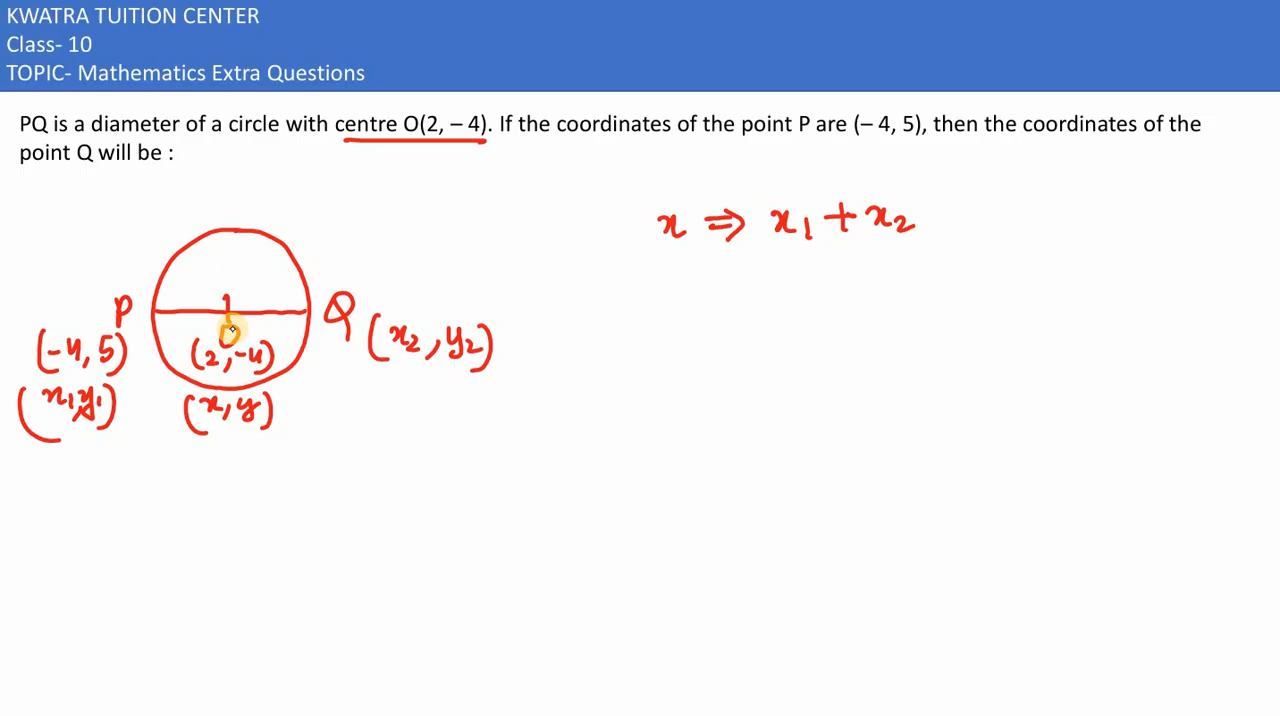 KWATRA TUITION CENTER
Class- 10
TOPIC- Mathematics Extra Questions
PQ is a diameter of a circle with centre O(2, – 4). If the coordinates of the point P are (– 4, 5), then the coordinates of the
point Q will be :
x ⇒ x₁ + x₂
P
Q
O
(-4, 5)
(2, -4)
(x₂, y₂)
(x₁, y₁)
(x, y)